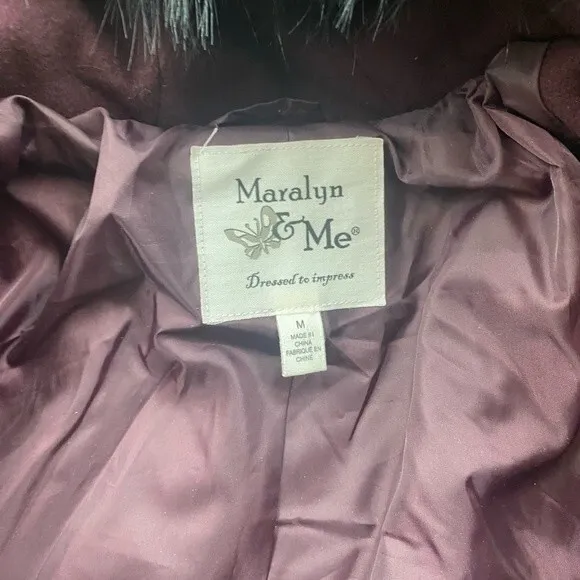 Maralyn
& Me®
Dressed to impress
M
MADE IN
CHINA
FABRIQUÉ EN
CHINE